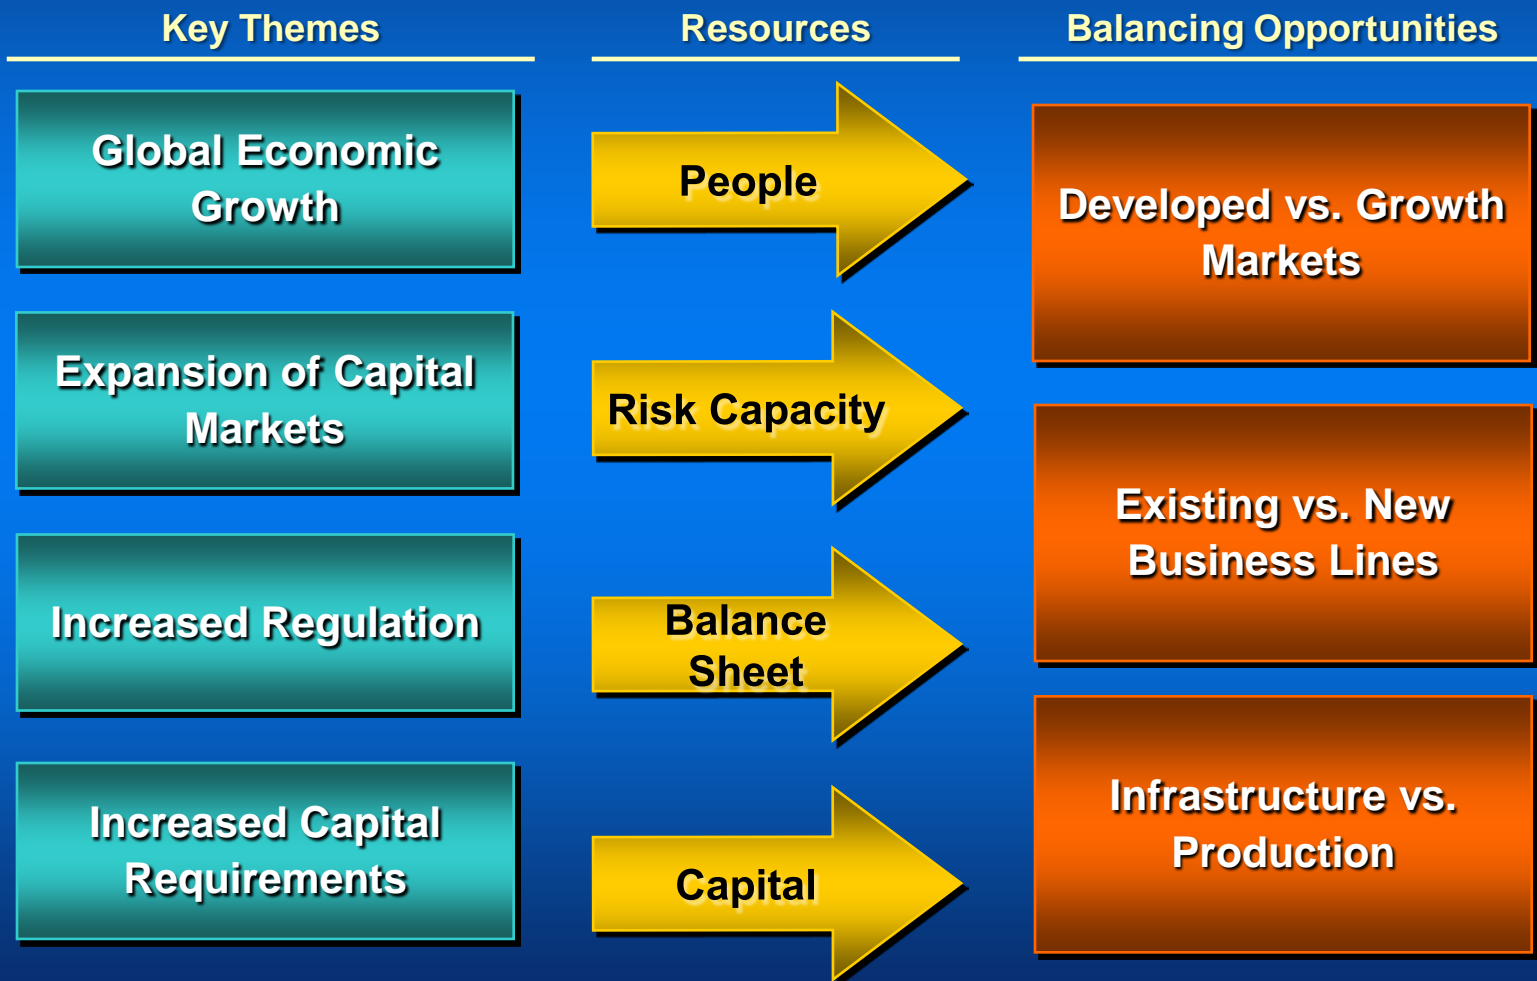 Key Themes
Resources
Balancing Opportunities
Global Economic
Growth
Expansion of Capital
Markets
Increased Regulation
Increased Capital
Requirements
People
Risk Capacity
Balance
Sheet
Capital
Developed vs. Growth
Markets
Existing vs. New
Business Lines
Infrastructure vs.
Production